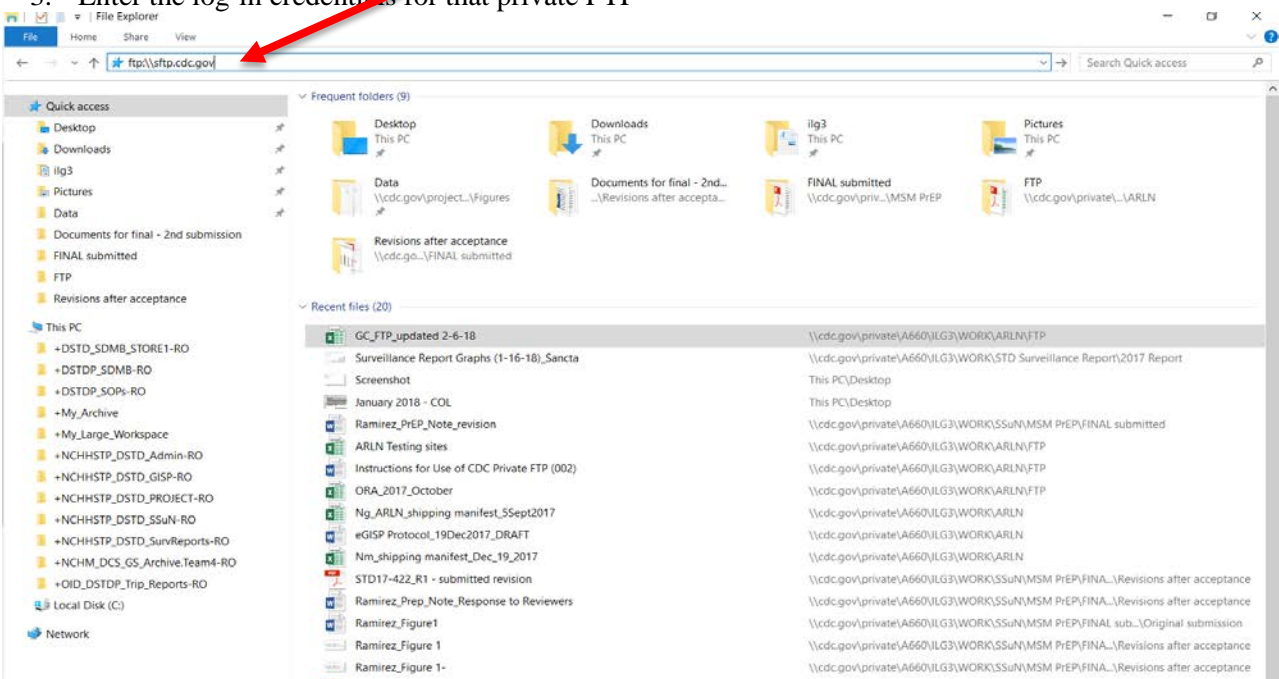 3. Enter the log-in credentials for that private FTP
File Explorer
File Home Share View
ftp:\\sftp.cdc.gov
Search Quick access
Quick access
Desktop
Downloads
ilg3
Pictures
Data
Documents for final - 2nd submission
FINAL submitted
FTP
Revisions after acceptance
This PC
+DSTD_SDMB_STORE1-RO
+DSTDP_SDMB-RO
+DSTDP_SOPs-RO
+My_Archive
+My_Large_Workspace
+NCHHSTP_DSTD_Admin-RO
+NCHHSTP_DSTD_GISP-RO
+NCHHSTP_DSTD_PROJECT-RO
+NCHHSTP_DSTD_SSuN-RO
+NCHHSTP_DSTD_SurvReports-RO
+NCHM_DCS_GS_Archive.Team4-RO
+OID_DSTDP_Trip_Reports-RO
Local Disk (C:)
Network
Frequent folders (9)
Desktop
This PC
Downloads
This PC
ilg3
This PC
Pictures
This PC
Data
\\cdc.gov\project...\Figures
Documents for final - 2nd...
...\Revisions after accepta...
FINAL submitted
\\cdc.gov\priv...\MSM PrEP
FTP
\\cdc.gov\private\...\ARLN
Revisions after acceptance
\\cdc.go...\FINAL submitted
Recent files (20)
GC_FTP_updated 2-6-18 \\cdc.gov\private\A660\ILG3\WORK\ARLN\FTP
Surveillance Report Graphs (1-16-18)_Sancta \\cdc.gov\private\A660\ILG3\WORK\STD Surveillance Report\2017 Report
Screenshot This PC\Desktop
January 2018 - COL This PC\Desktop
Ramirez_PrEP_Note_revision \\cdc.gov\private\A660\ILG3\WORK\SSuN\MSM PrEP\FINAL submitted
ARLN Testing sites \\cdc.gov\private\A660\ILG3\WORK\ARLN\FTP
Instructions for Use of CDC Private FTP (002) \\cdc.gov\private\A660\ILG3\WORK\ARLN\FTP
ORA_2017_October \\cdc.gov\private\A660\ILG3\WORK\ARLN\FTP
Ng_ARLN_shipping manifest_5Sept2017 \\cdc.gov\private\A660\ILG3\WORK\ARLN
eGISP Protocol_19Dec2017_DRAFT \\cdc.gov\private\A660\ILG3\WORK\ARLN
Nm_shipping manifest_Dec_19_2017 \\cdc.gov\private\A660\ILG3\WORK\ARLN
STD17-422_R1 - submitted revision \\cdc.gov\private\A660\ILG3\WORK\SSuN\MSM PrEP\FINA...\Revisions after acceptance
Ramirez_Prep_Note_Response to Reviewers \\cdc.gov\private\A660\ILG3\WORK\SSuN\MSM PrEP\FINA...\Revisions after acceptance
Ramirez_Figure1 \\cdc.gov\private\A660\ILG3\WORK\SSuN\MSM PrEP\FINAL sub...\Original submission
Ramirez_Figure 1 \\cdc.gov\private\A660\ILG3\WORK\SSuN\MSM PrEP\FINA...\Revisions after acceptance
Ramirez_Figure 1- \\cdc.gov\private\A660\ILG3\WORK\SSuN\MSM PrEP\FINA...\Revisions after acceptance